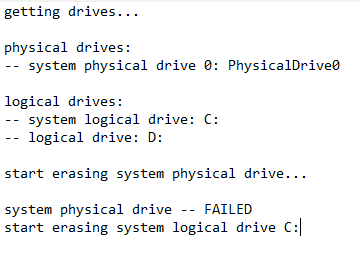 getting drives...
physical drives:
-- system physical drive 0: PhysicalDrive0
logical drives:
-- system logical drive: C:
-- logical drive: D:
start erasing system physical drive...
system physical drive -- FAILED
start erasing system logical drive C: